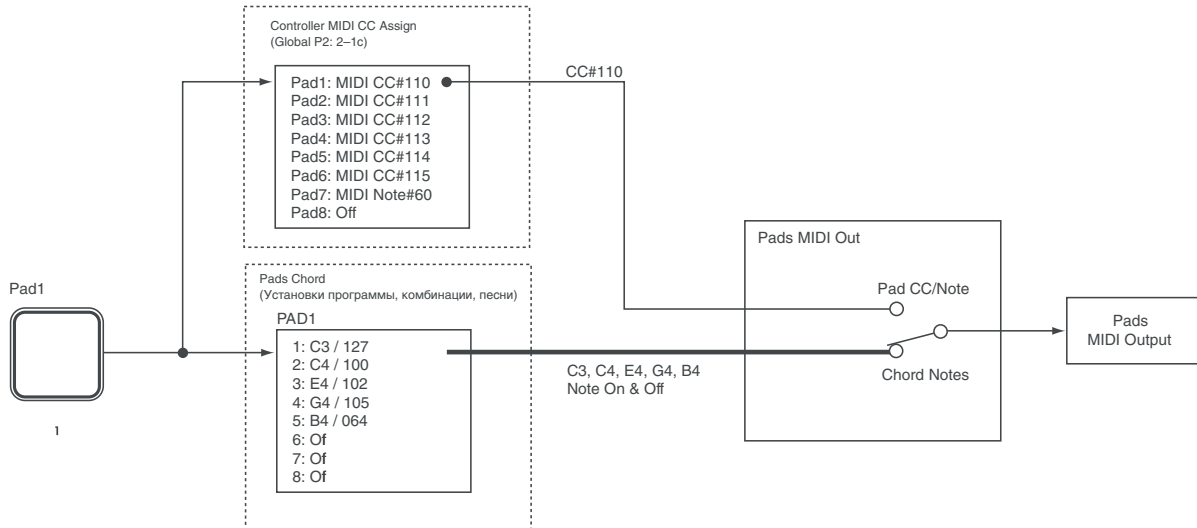 Controller MIDI CC Assign
(Global P2: 2–1c)
Pad1: MIDI CC#110
Pad2: MIDI CC#111
Pad3: MIDI CC#112
Pad4: MIDI CC#113
Pad5: MIDI CC#114
Pad6: MIDI CC#115
Pad7: MIDI Note#60
Pad8: Off
CC#110
Pad1
1
Pads Chord
(Установки программы, комбинации, песни)
PAD1
1: C3 / 127
2: C4 / 100
3: E4 / 102
4: G4 / 105
5: B4 / 064
6: Of
7: Of
8: Of
C3, C4, E4, G4, B4
Note On & Off
Pads MIDI Out
Pad CC/Note
Chord Notes
Pads
MIDI Output